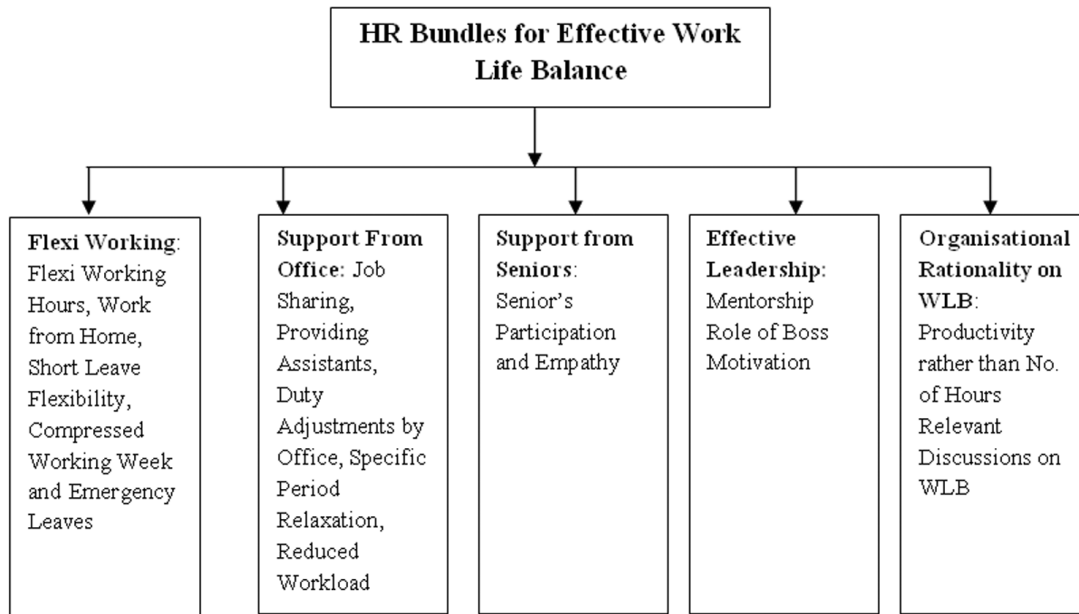 HR Bundles for Effective Work
Life Balance
Flexi Working:
Flexi Working
Hours, Work
from Home,
Short Leave
Flexibility,
Compressed
Working Week
and Emergency
Leaves
Support From
Office: Job
Sharing,
Providing
Assistants,
Duty
Adjustments by
Office, Specific
Period
Relaxation,
Reduced
Workload
Support from
Seniors:
Senior's
Participation
and Empathy
Effective
Leadership:
Mentorship
Role of Boss
Motivation
Organisational
Rationality on
WLB:
Productivity
rather than No.
of Hours
Relevant
Discussions on
WLB